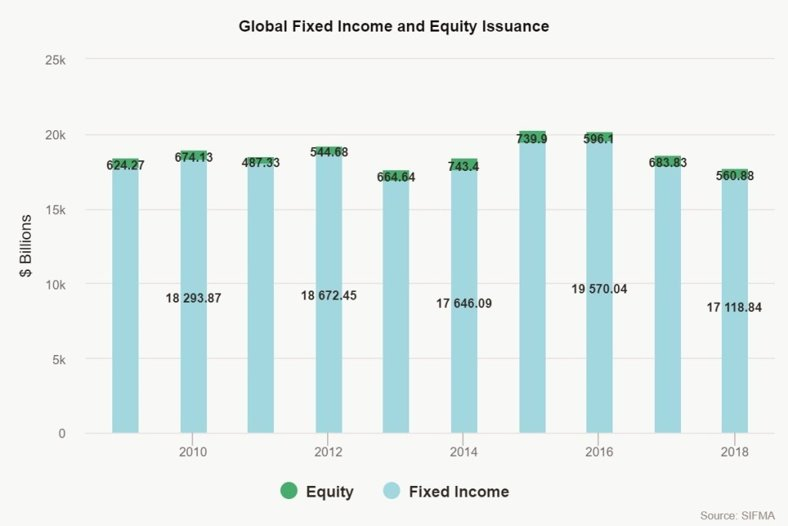 Global Fixed Income and Equity Issuance
25k
20k
15k
10k
5k
0
$ Billions
624.27
674.13
487.33
544.68
664.64
743.4
739.9
596.1
683.83
560.88
18 293.87
18 672.45
17 646.09
19 570.04
17 118.84
2010
2012
2014
2016
2018
Equity
Fixed Income
Source: SIFMA